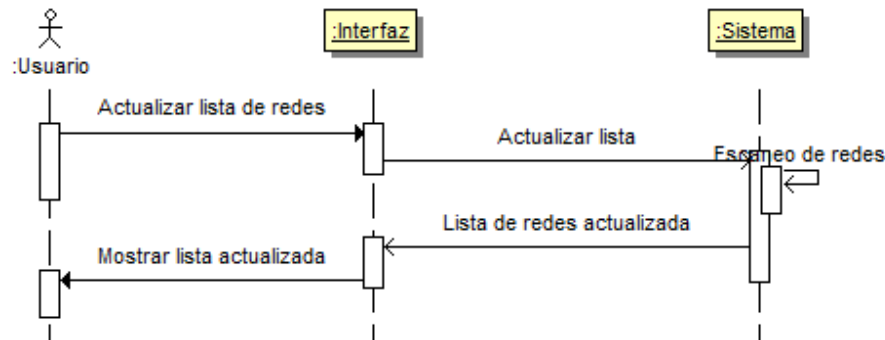 :Interfaz
:Sistema
:Usuario
Actualizar lista de redes
Actualizar lista
Escaneo de redes
Lista de redes actualizada
Mostrar lista actualizada